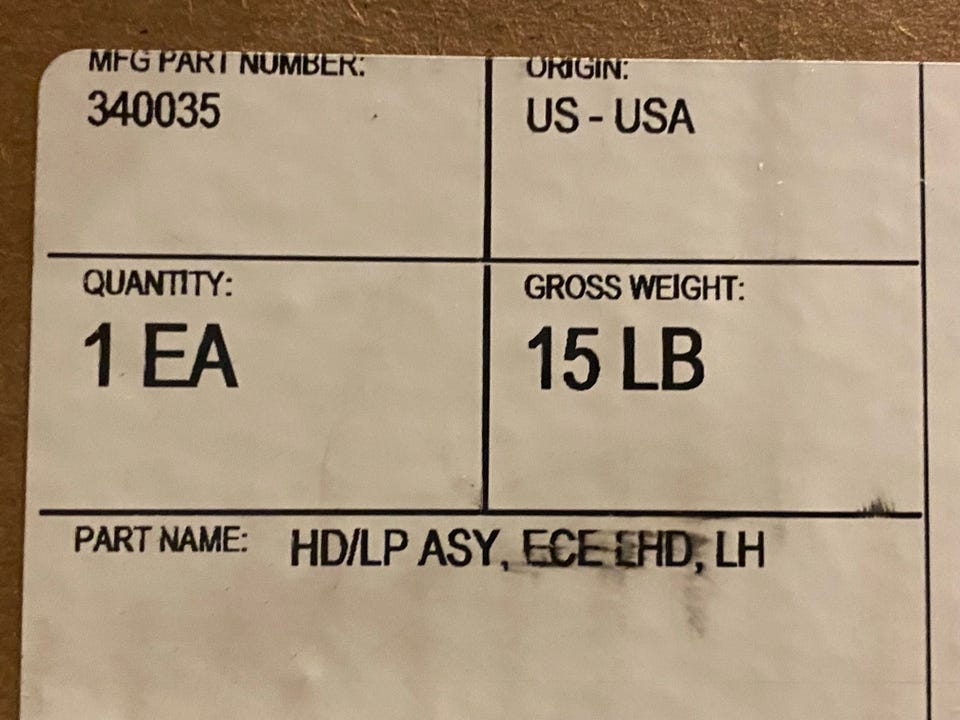 MFG PART NUMBER:
340035
ORIGIN:
US - USA
QUANTITY:
1 EA
GROSS WEIGHT:
15 LB
PART NAME: HD/LP ASY, ECE LHD, LH